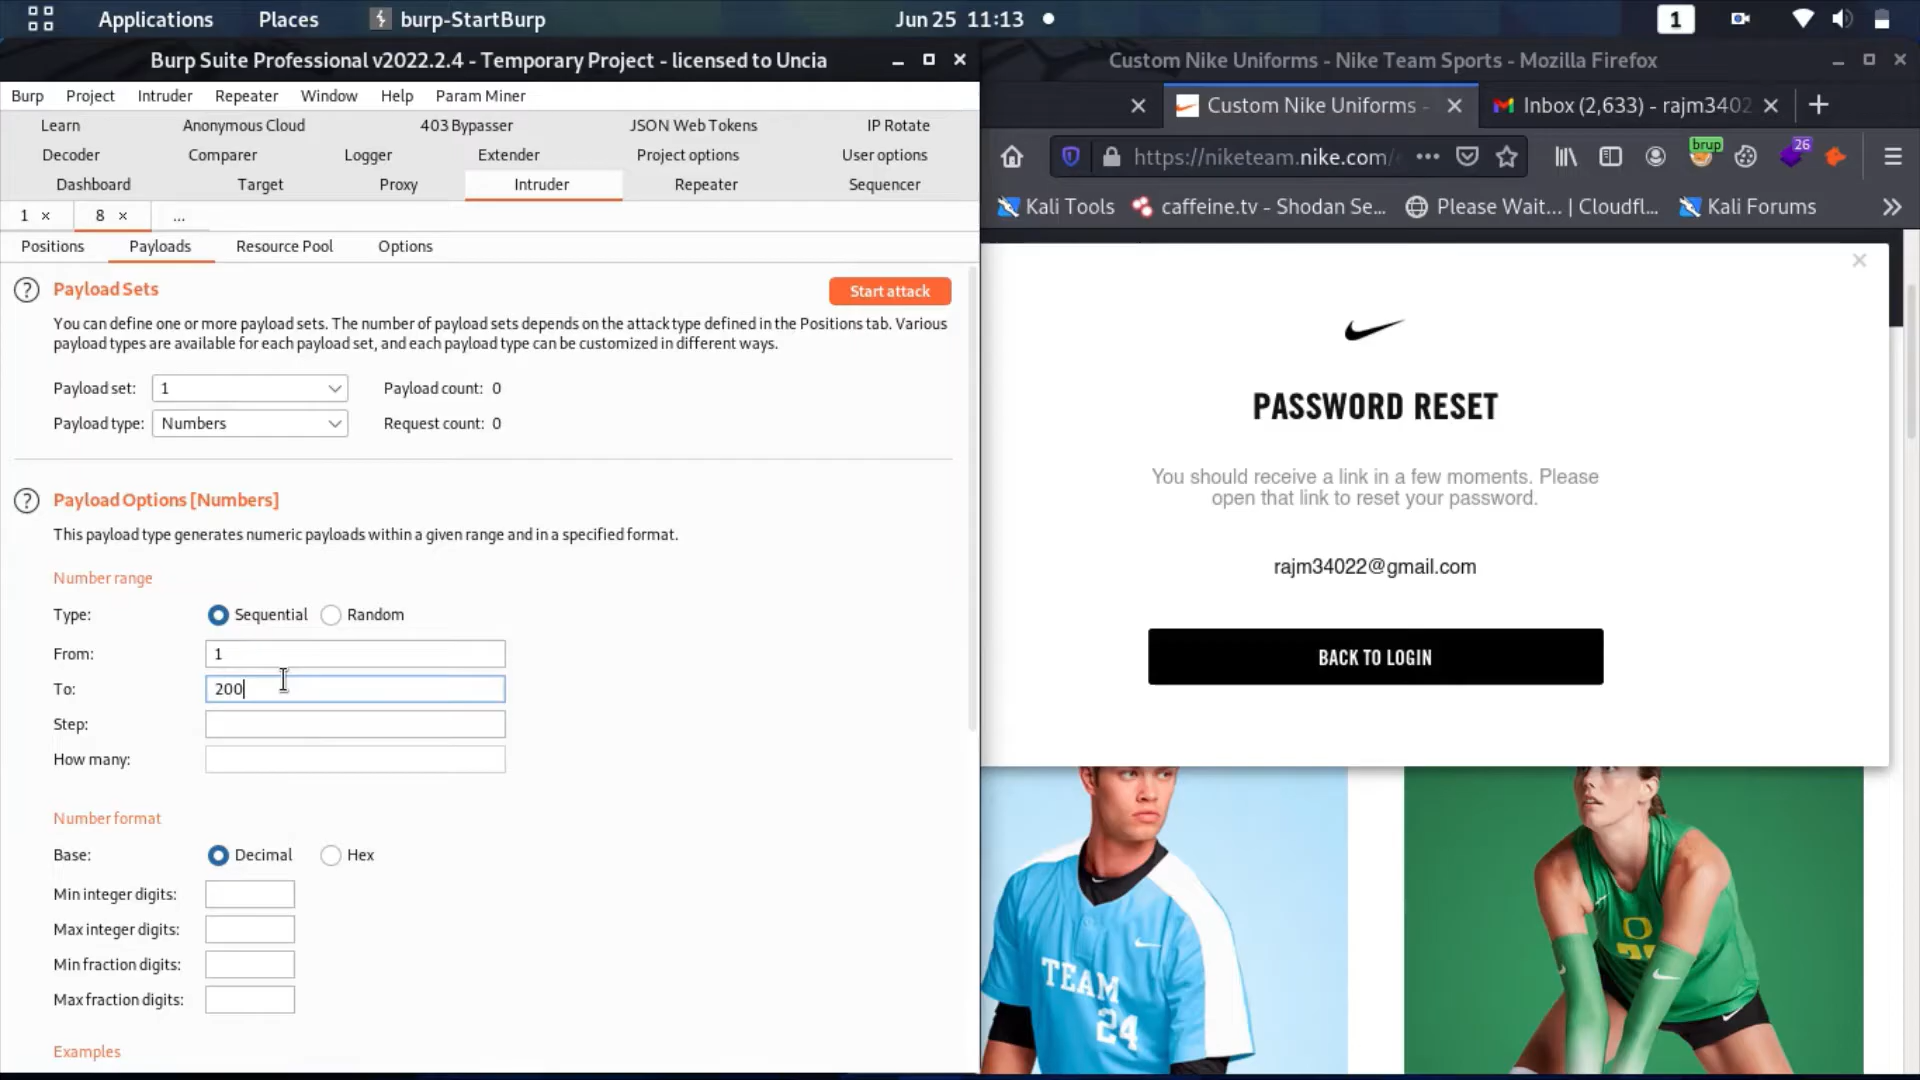 Applications Places burp-StartBurp Jun 25 11:13 1
Burp Suite Professional v2022.2.4 - Temporary Project - licensed to Uncia
Burp Project Intruder Repeater Window Help Param Miner
Learn Anonymous Cloud 403 Bypasser JSON Web Tokens IP Rotate
Decoder Comparer Logger Extender Project options User options
Dashboard Target Proxy Intruder Repeater Sequencer
1 × 8 × ...
Positions Payloads Resource Pool Options
? Payload Sets Start attack
You can define one or more payload sets. The number of payload sets depends on the attack type defined in the Positions tab. Various
payload types are available for each payload set, and each payload type can be customized in different ways.
Payload set: 1 Payload count: 0
Payload type: Numbers Request count: 0
? Payload Options [Numbers]
This payload type generates numeric payloads within a given range and in a specified format.
Number range
Type: Sequential Random
From: 1
To: 200
Step:
How many:
Number format
Base: Decimal Hex
Min integer digits:
Max integer digits:
Min fraction digits:
Max fraction digits:
Examples
Custom Nike Uniforms - Nike Team Sports - Mozilla Firefox
Custom Nike Uniforms - Inbox (2,633) - rajm3402
https://niketeam.nike.com/ brup 26
Kali Tools caffeine.tv - Shodan Se... Please Wait... | Cloudfl... Kali Forums
PASSWORD RESET
You should receive a link in a few moments. Please
open that link to reset your password.
rajm34022@gmail.com
BACK TO LOGIN
TEAM
24
O